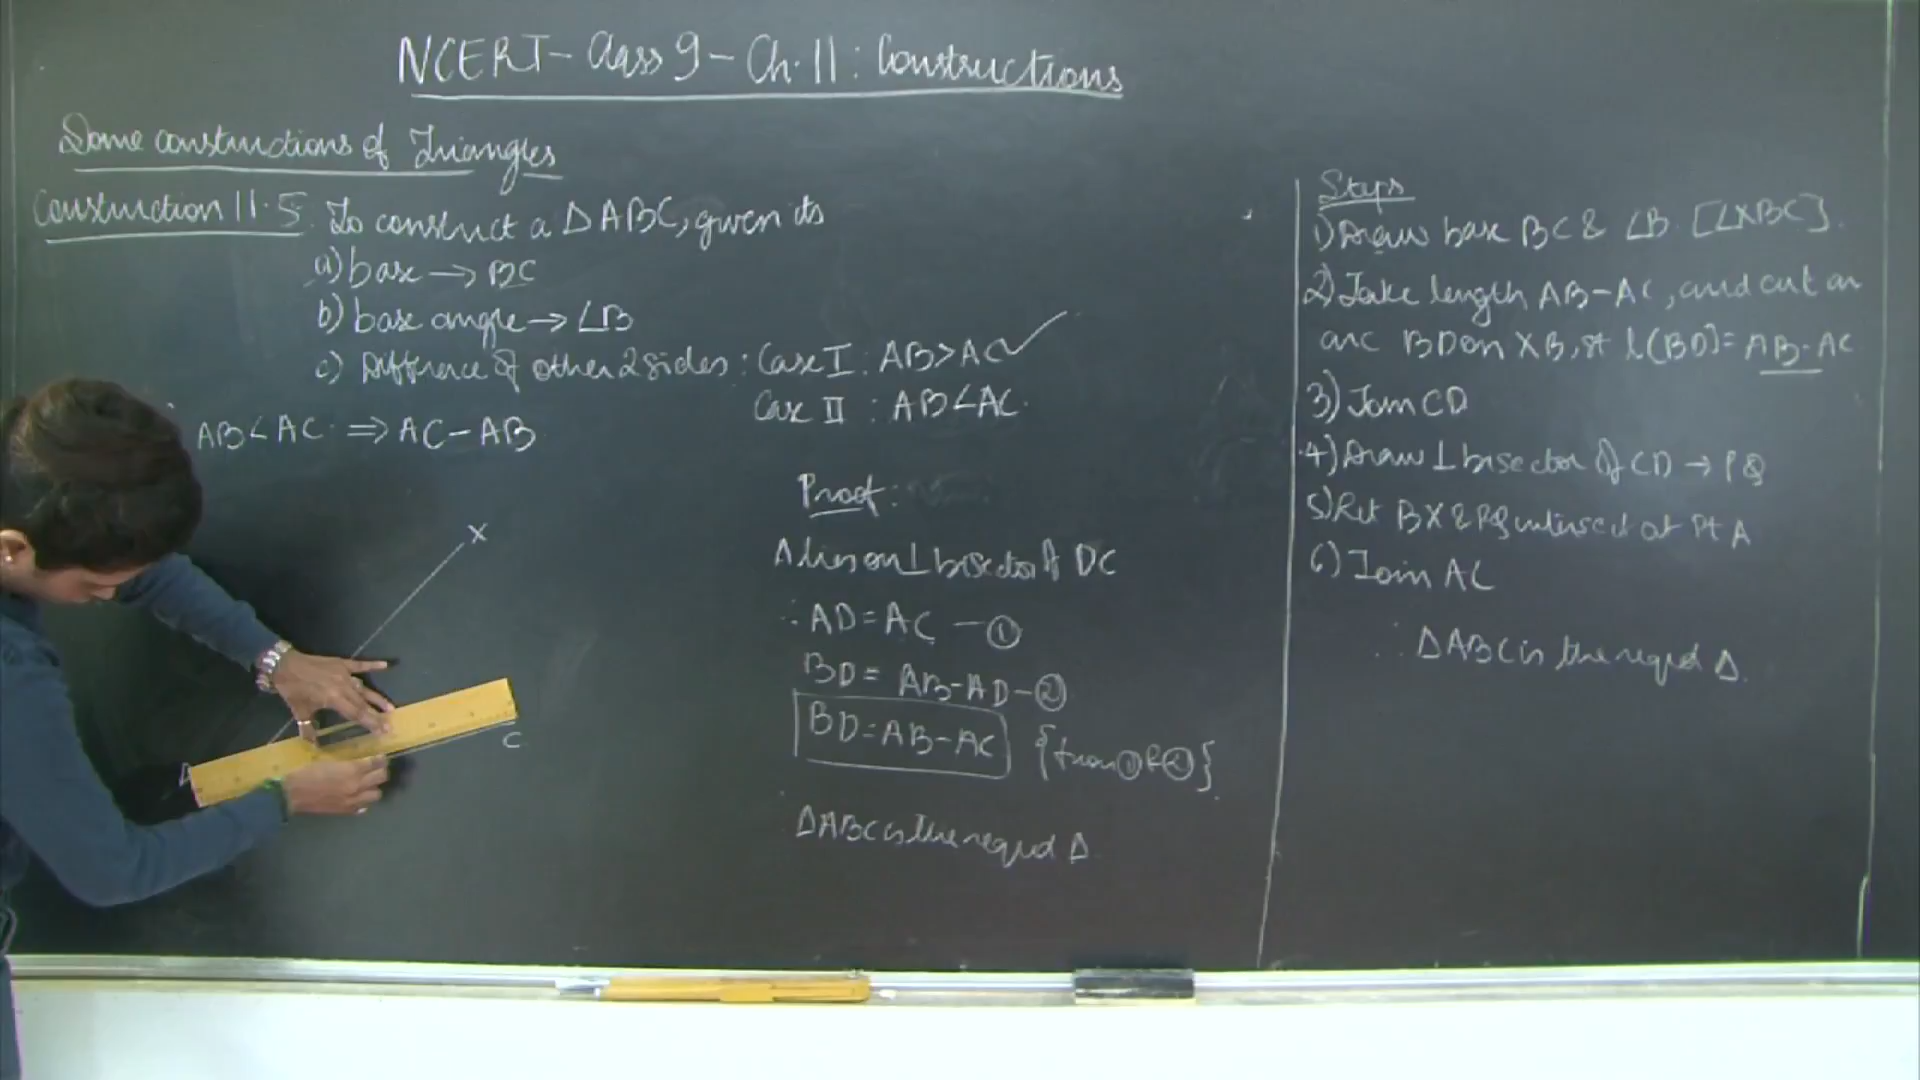 NCERT - Class 9 - Ch. 11 : Constructions
Some constructions of Triangles
Construction 11.5. To construct a Δ ABC, given its
a) base → BC
b) base angle → ∠B
c) Difference of other 2 sides : Case I : AB > AC ✓
Case II : AB < AC.
AB < AC ⇒ AC - AB
X
C
Proof :
A lies on ⊥ bisector of DC
∴ AD = AC - ①
BD = AB - AD - ②
BD = AB - AC {from ① & ②}
Δ ABC is the reqd Δ
Steps
1) Draw base BC & ∠B. [∠XBC].
2) Take length AB - AC, and cut an
arc BD on XB, st l(BD) = AB - AC
3) Join CD
4) Draw ⊥ bisector of CD → PQ
5) Let BX & PQ intersect at Pt A
6) Join AC
∴ Δ ABC is the reqd Δ.